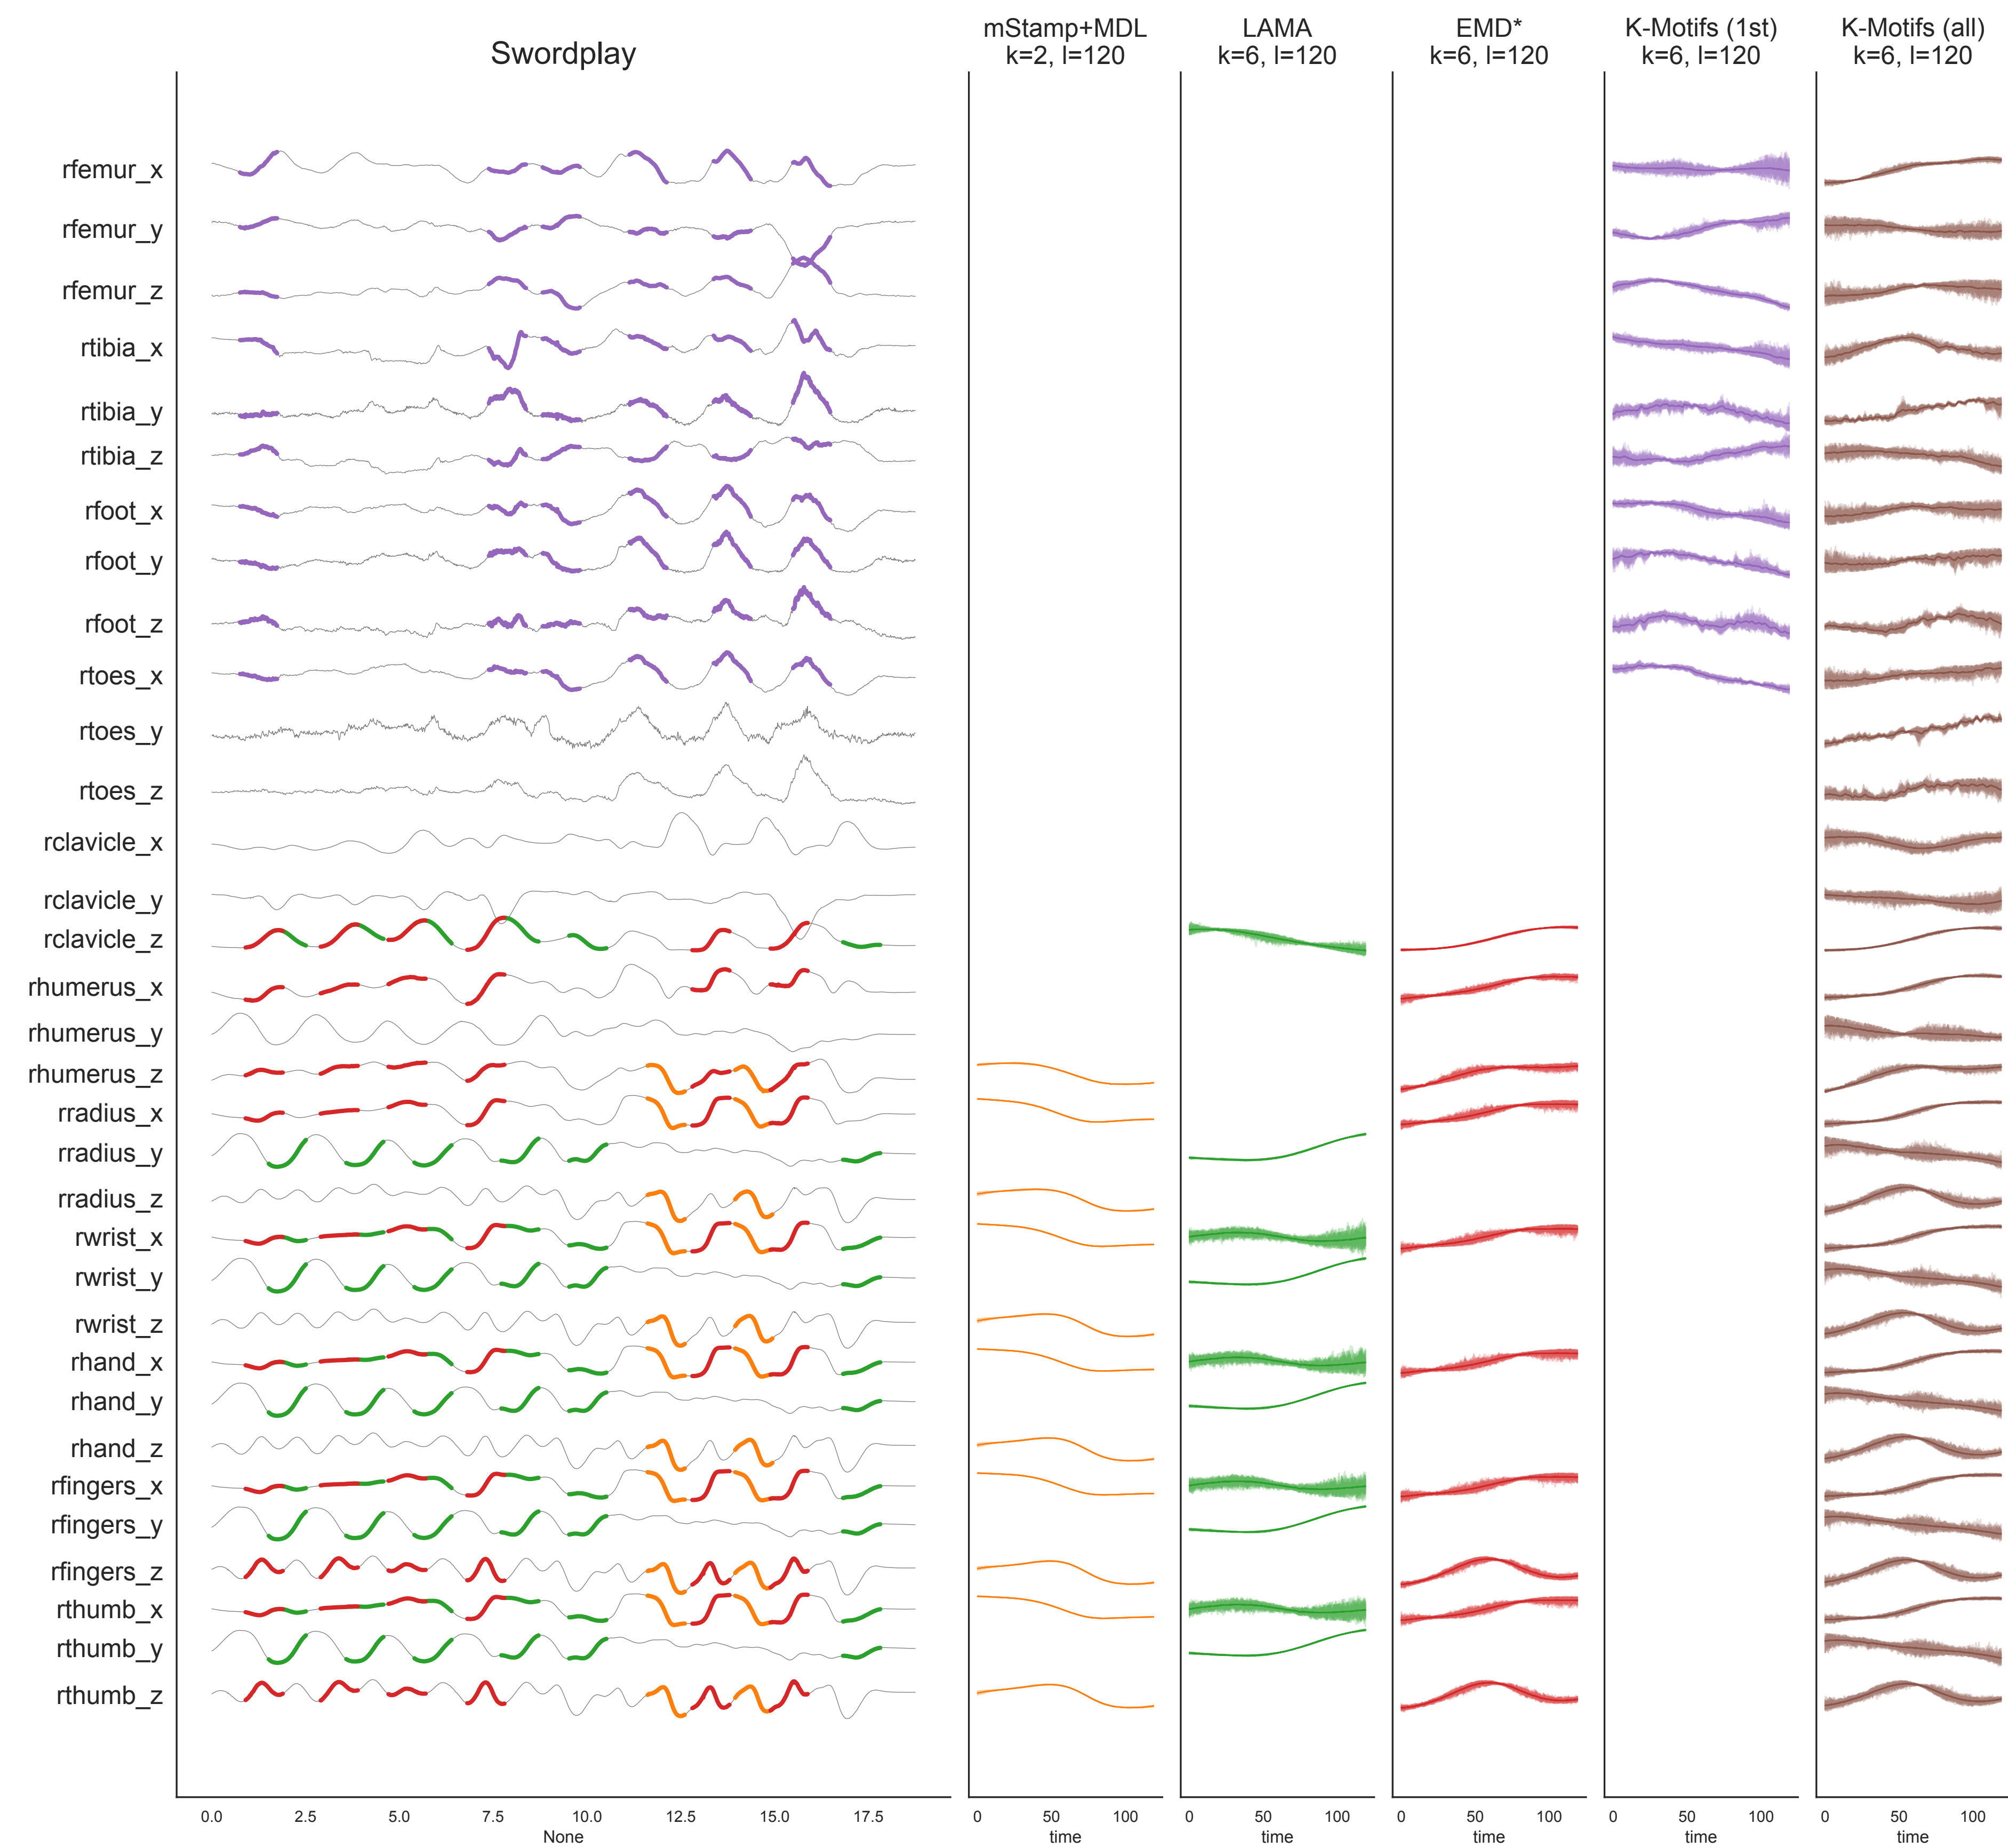 Swordplay
mStamp+MDL
k=2, l=120
LAMA
k=6, l=120
EMD*
k=6, l=120
K-Motifs (1st)
k=6, l=120
K-Motifs (all)
k=6, l=120
rfemur_x
rfemur_y
rfemur_z
rtibia_x
rtibia_y
rtibia_z
rfoot_x
rfoot_y
rfoot_z
rtoes_x
rtoes_y
rtoes_z
rclavicle_x
rclavicle_y
rclavicle_z
rhumerus_x
rhumerus_y
rhumerus_z
rradius_x
rradius_y
rradius_z
rwrist_x
rwrist_y
rwrist_z
rhand_x
rhand_y
rhand_z
rfingers_x
rfingers_y
rfingers_z
rthumb_x
rthumb_y
rthumb_z
0.0 2.5 5.0 7.5 10.0 12.5 15.0 17.5
None
0 50 100
time
0 50 100
time
0 50 100
time
0 50 100
time
0 50 100
time